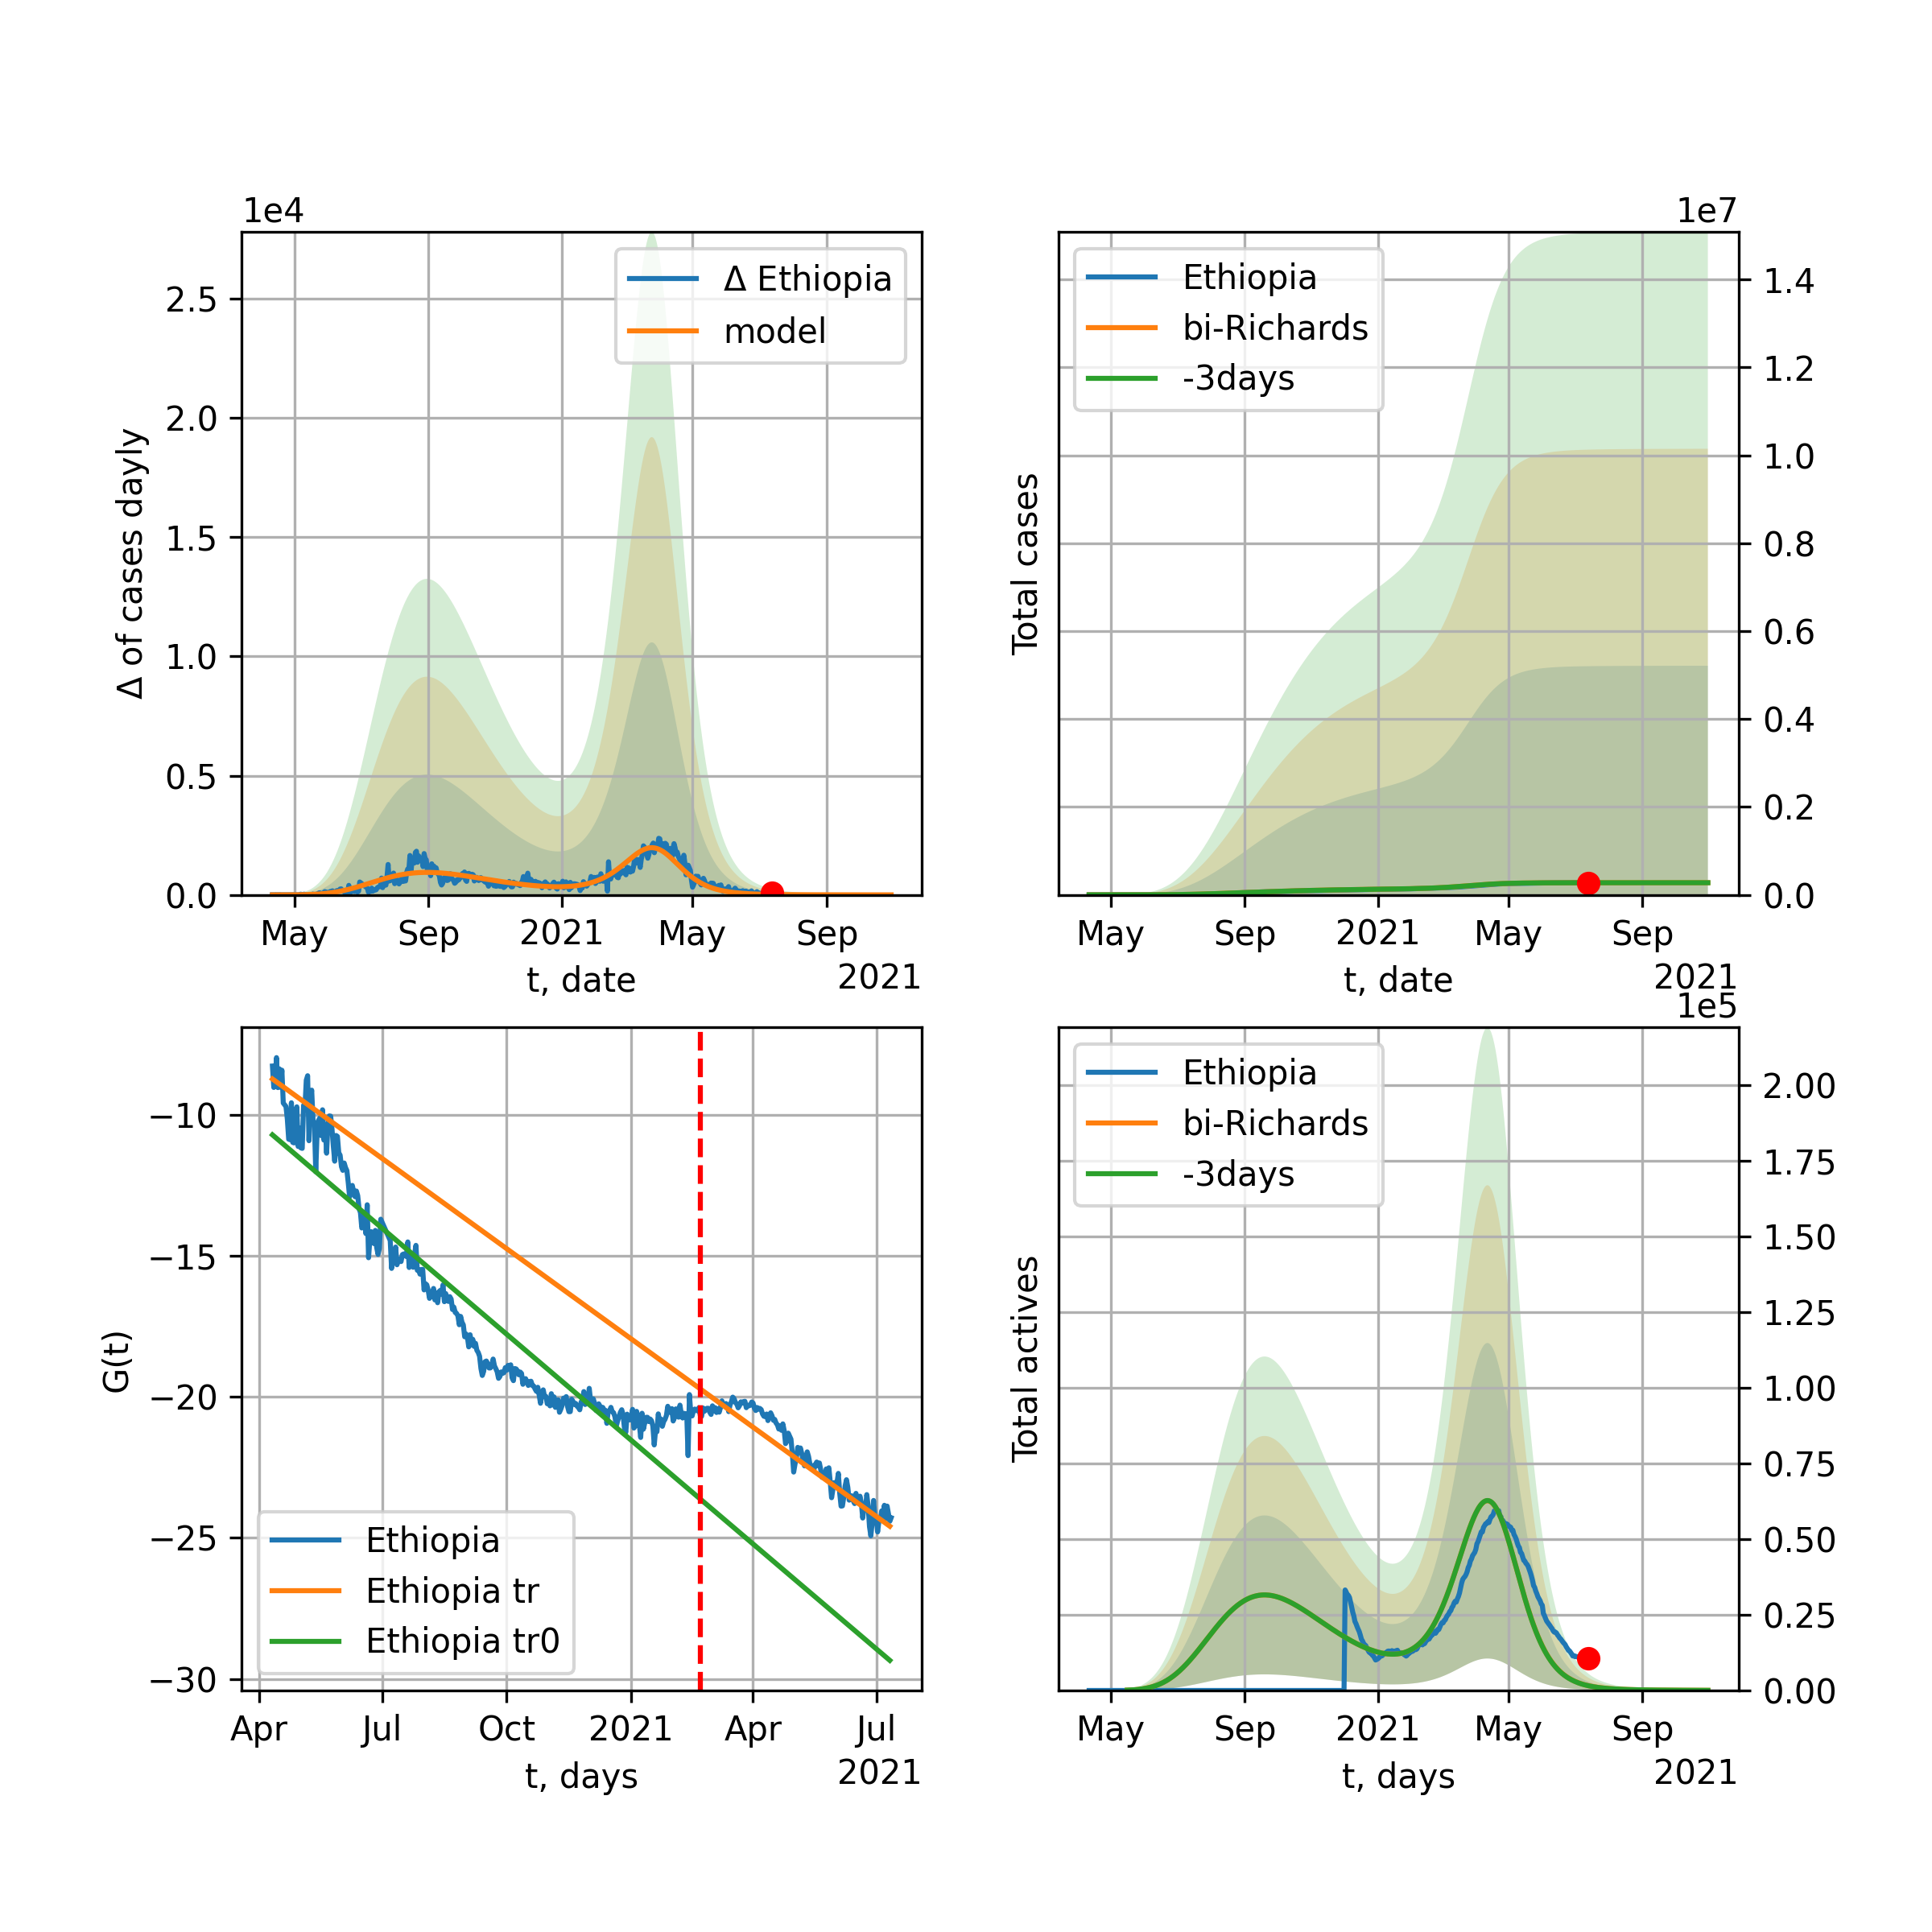 1e4
Δ of cases dayly
2.5
2.0
1.5
1.0
0.5
0.0
Δ Ethiopia
model
May Sep 2021 May Sep
t, date
2021
1e7
Total cases
Ethiopia
bi-Richards
-3days
1.4
1.2
1.0
0.8
0.6
0.4
0.2
0.0
May Sep 2021 May Sep
t, date
2021
G(t)
−10
−15
−20
−25
−30
Ethiopia
Ethiopia tr
Ethiopia tr0
Apr Jul Oct 2021 Apr Jul
t, days
2021
1e5
Total actives
Ethiopia
bi-Richards
-3days
2.00
1.75
1.50
1.25
1.00
0.75
0.50
0.25
0.00
May Sep 2021 May Sep
t, days
2021